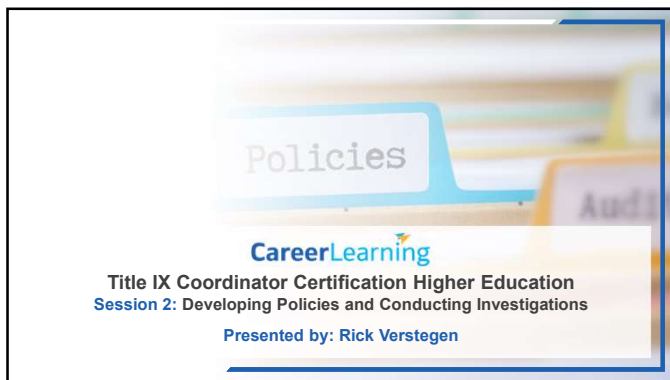 Policies
CareerLearning
Title IX Coordinator Certification Higher Education
Session 2: Developing Policies and Conducting Investigations
Presented by: Rick Verstegen